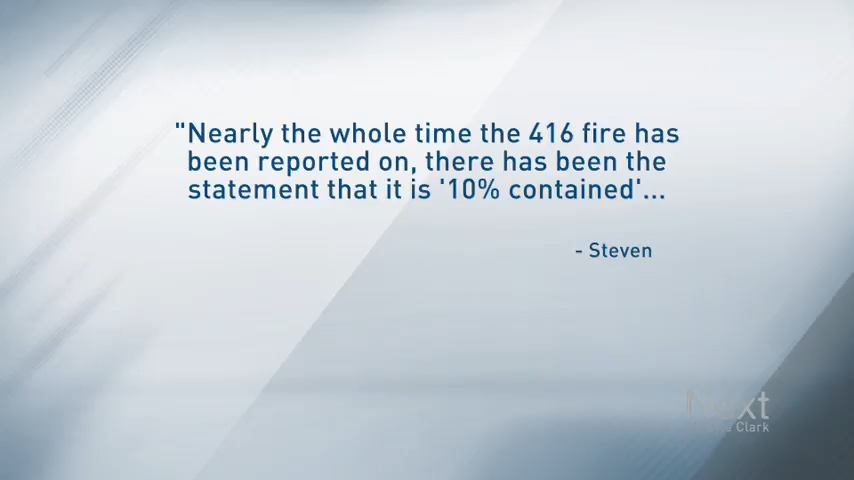 "Nearly the whole time the 416 fire has
been reported on, there has been the
statement that it is '10% contained'...
- Steven
Next
Clark